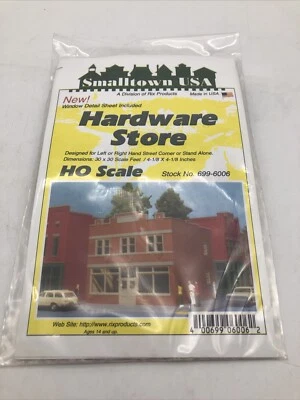 Smalltown USA
A Division of Rix Products
Made in USA
New!
Window Detail Sheet Included
Hardware
Store
Designed for Left or Right Hand Street Corner or Stand Alone.
Dimensions: 30 x 30 Scale Feet / 4-1/8 X 4-1/8 Inches
HO Scale
Stock No. 699-6006
Web Site: http://www.rixproducts.com
Ages 14 and up
4 00699 06006 2